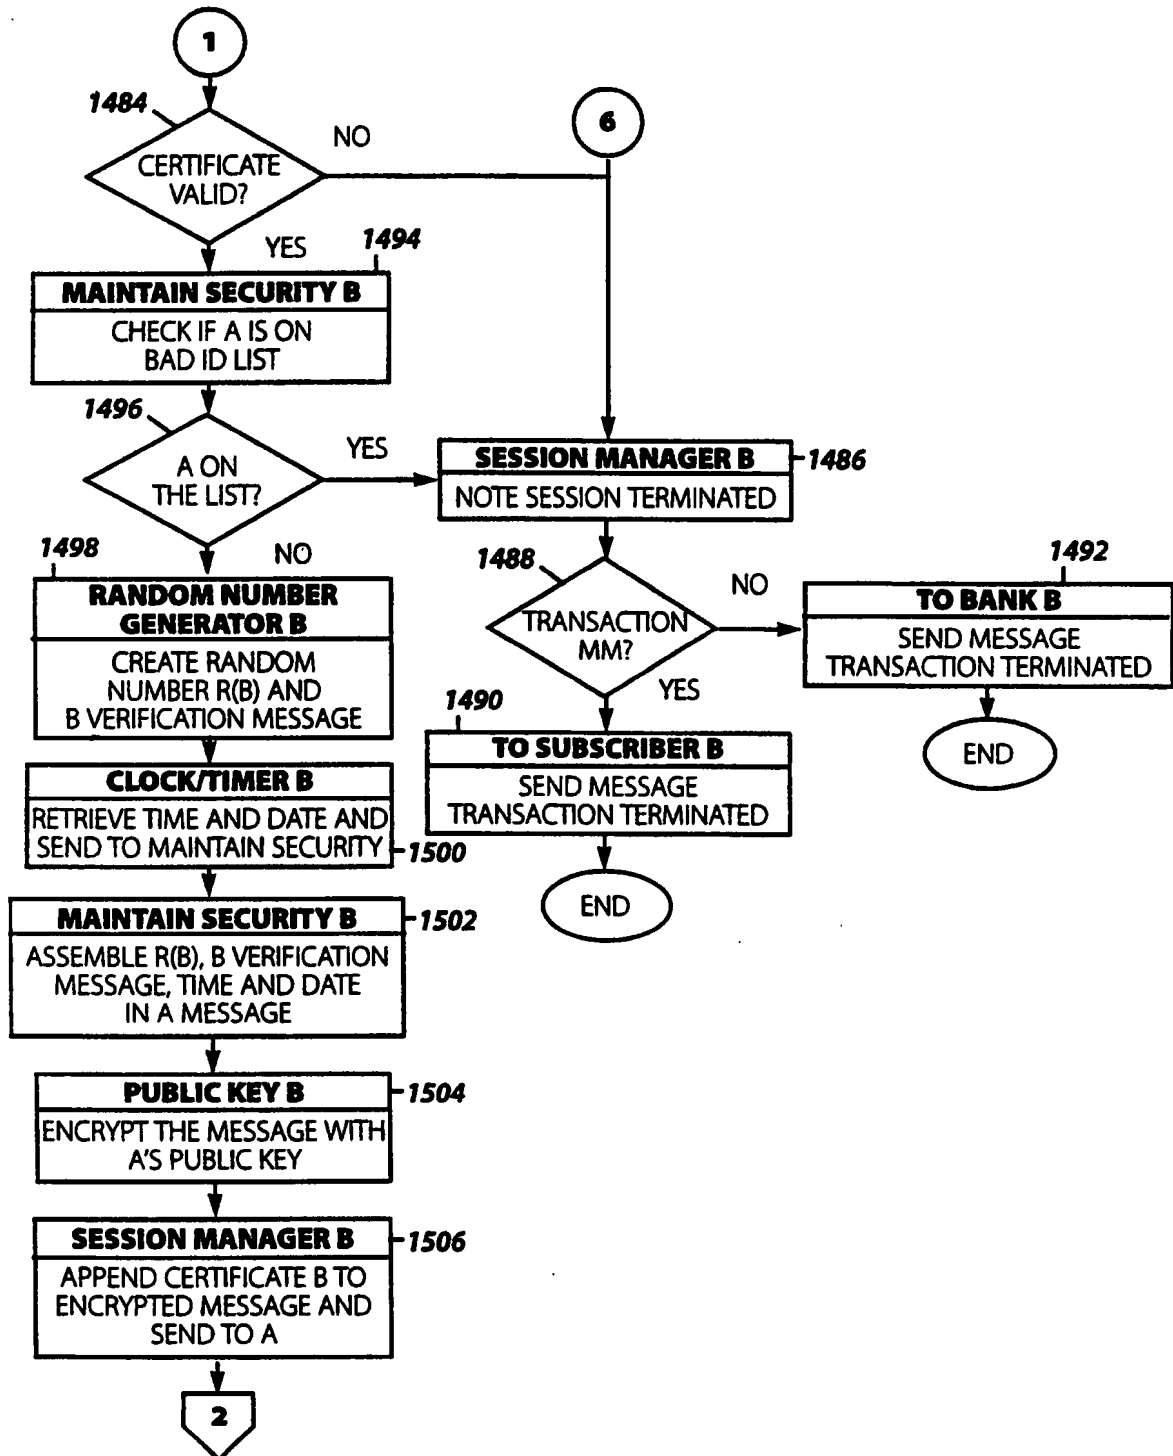 1
1484
CERTIFICATE
VALID?
NO
6
YES
1494
MAINTAIN SECURITY B
CHECK IF A IS ON
BAD ID LIST
1496
A ON
THE LIST?
YES
SESSION MANAGER B
1486
NOTE SESSION TERMINATED
NO
1498
RANDOM NUMBER
GENERATOR B
CREATE RANDOM
NUMBER R(B) AND
B VERIFICATION MESSAGE
1488
TRANSACTION
MM?
NO
1492
TO BANK B
SEND MESSAGE
TRANSACTION TERMINATED
END
YES
1490
TO SUBSCRIBER B
SEND MESSAGE
TRANSACTION TERMINATED
END
CLOCK/TIMER B
RETRIEVE TIME AND DATE AND
SEND TO MAINTAIN SECURITY
1500
MAINTAIN SECURITY B
1502
ASSEMBLE R(B), B VERIFICATION
MESSAGE, TIME AND DATE
IN A MESSAGE
PUBLIC KEY B
1504
ENCRYPT THE MESSAGE WITH
A'S PUBLIC KEY
SESSION MANAGER B
1506
APPEND CERTIFICATE B TO
ENCRYPTED MESSAGE AND
SEND TO A
2